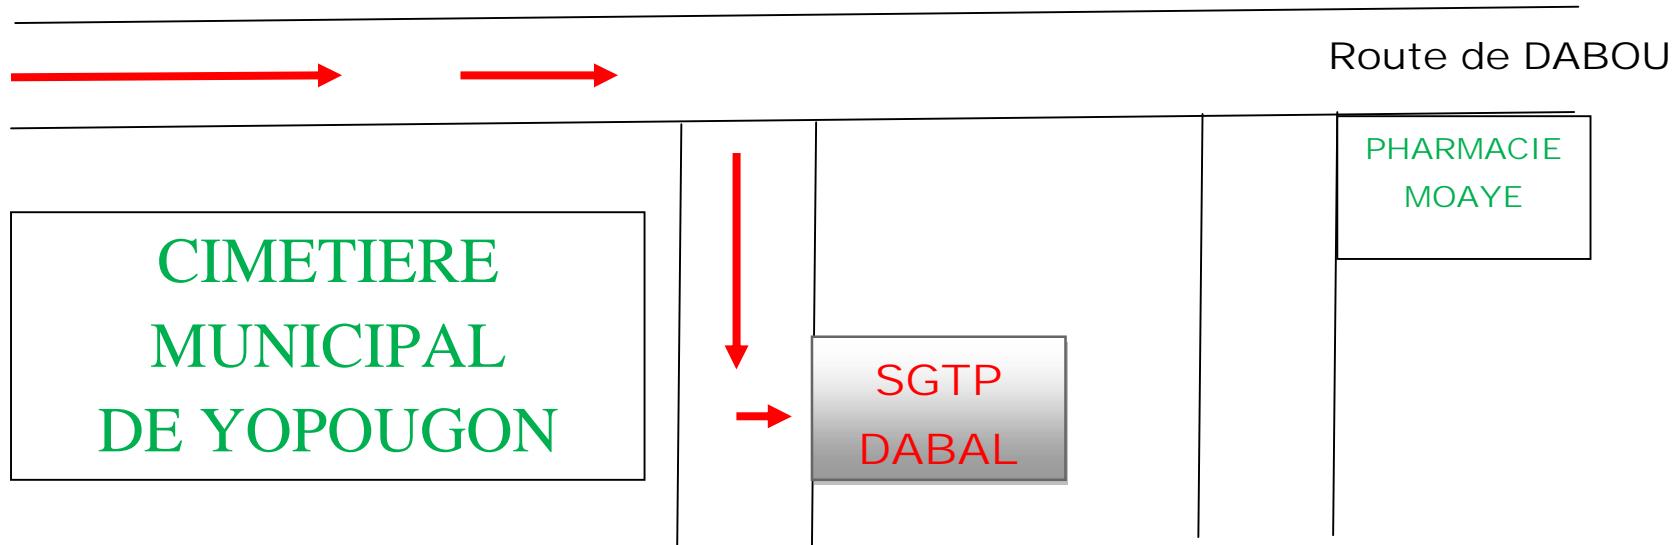 Route de DABOU
PHARMACIE
MOAYE
CIMETIERE
MUNICIPAL
DE YOPOUGON
SGTP
DABAL